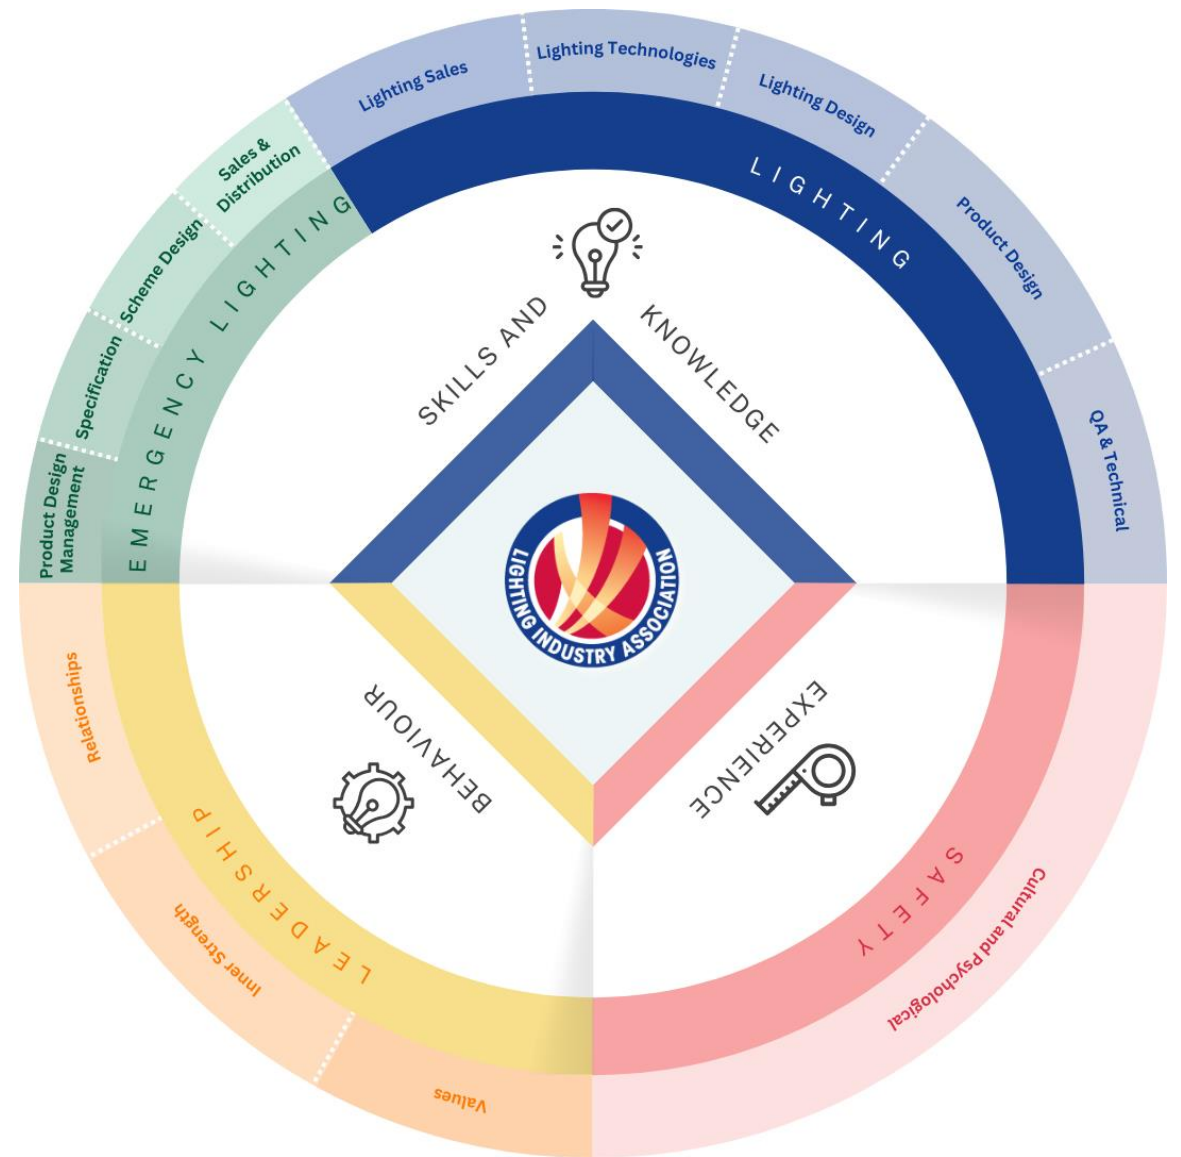 Lighting Sales
Lighting Technologies
Lighting Design
Product Design
QA & Technical
LIGHTING
Sales &
Distribution
Scheme Design
Specification
Product Design
Management
EMERGENCY LIGHTING
SKILLS AND
KNOWLEDGE
LIGHTING INDUSTRY ASSOCIATION
BEHAVIOUR
EXPERIENCE
Relationships
Inner Strength
Values
LEADERSHIP
SAFETY
Cultural and Psychological